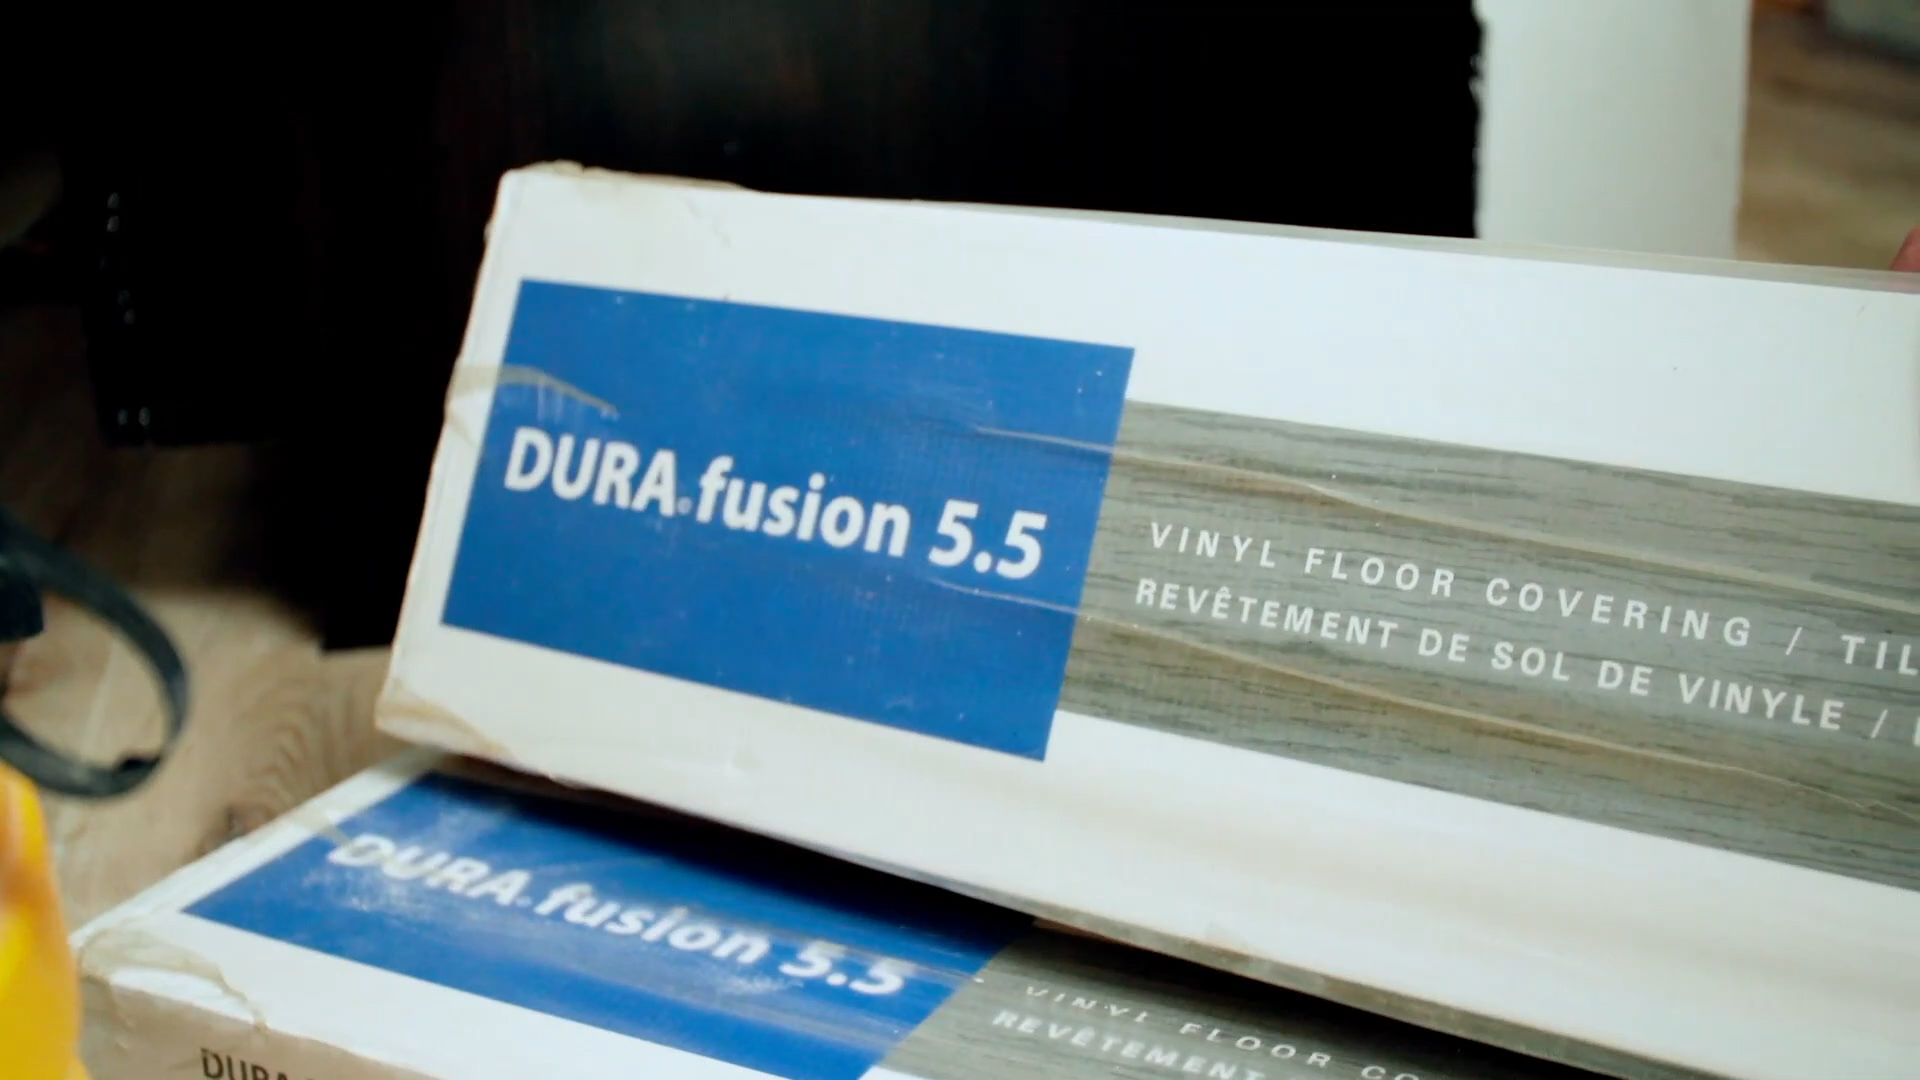 DURA fusion 5.5
VINYL FLOOR COVERING /
REVÊTEMENT DE SOL DE VINYLE /
DURA fusion 5.5
VINYL FLOOR
REVÊTEMENT
DURA